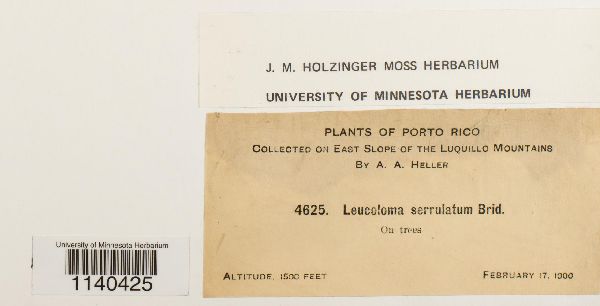 J. M. HOLZINGER MOSS HERBARIUM
UNIVERSITY OF MINNESOTA HERBARIUM
PLANTS OF PORTO RICO
COLLECTED ON EAST SLOPE OF THE LUQUILLO MOUNTAINS
BY A. A. HELLER
4625. Leucoloma serrulatum Brid.
On trees
ALTITUDE, 1500 FEET
FEBRUARY 17, 1900
University of Minnesota Herbarium
1140425